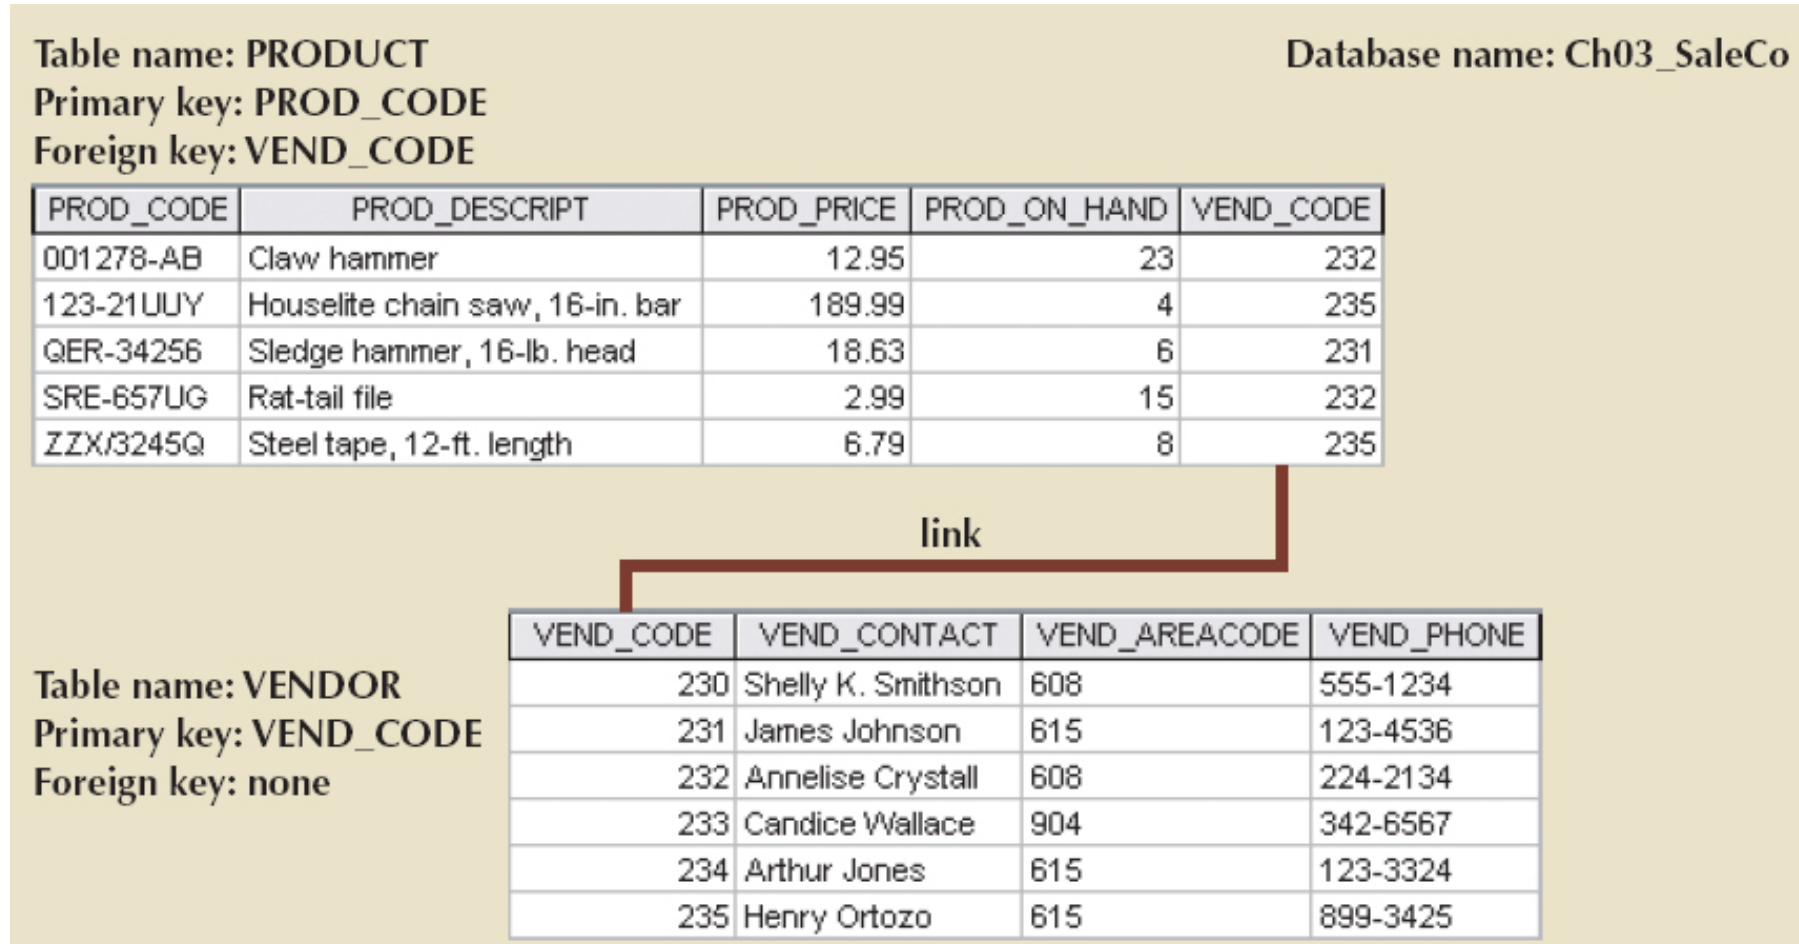 Table name: PRODUCT
Database name: Ch03_SaleCo
Primary key: PROD_CODE
Foreign key: VEND_CODE
PROD_CODE PROD_DESCRIPT PROD_PRICE PROD_ON_HAND VEND_CODE
001278-AB Claw hammer 12.95 23 232
123-21UUY Houselite chain saw, 16-in. bar 189.99 4 235
QER-34256 Sledge hammer, 16-lb. head 18.63 6 231
SRE-657UG Rat-tail file 2.99 15 232
ZZX/3245Q Steel tape, 12-ft. length 6.79 8 235
link
Table name: VENDOR
Primary key: VEND_CODE
Foreign key: none
VEND_CODE VEND_CONTACT VEND_AREACODE VEND_PHONE
230 Shelly K. Smithson 608 555-1234
231 James Johnson 615 123-4536
232 Annelise Crystall 608 224-2134
233 Candice Wallace 904 342-6567
234 Arthur Jones 615 123-3324
235 Henry Ortozo 615 899-3425